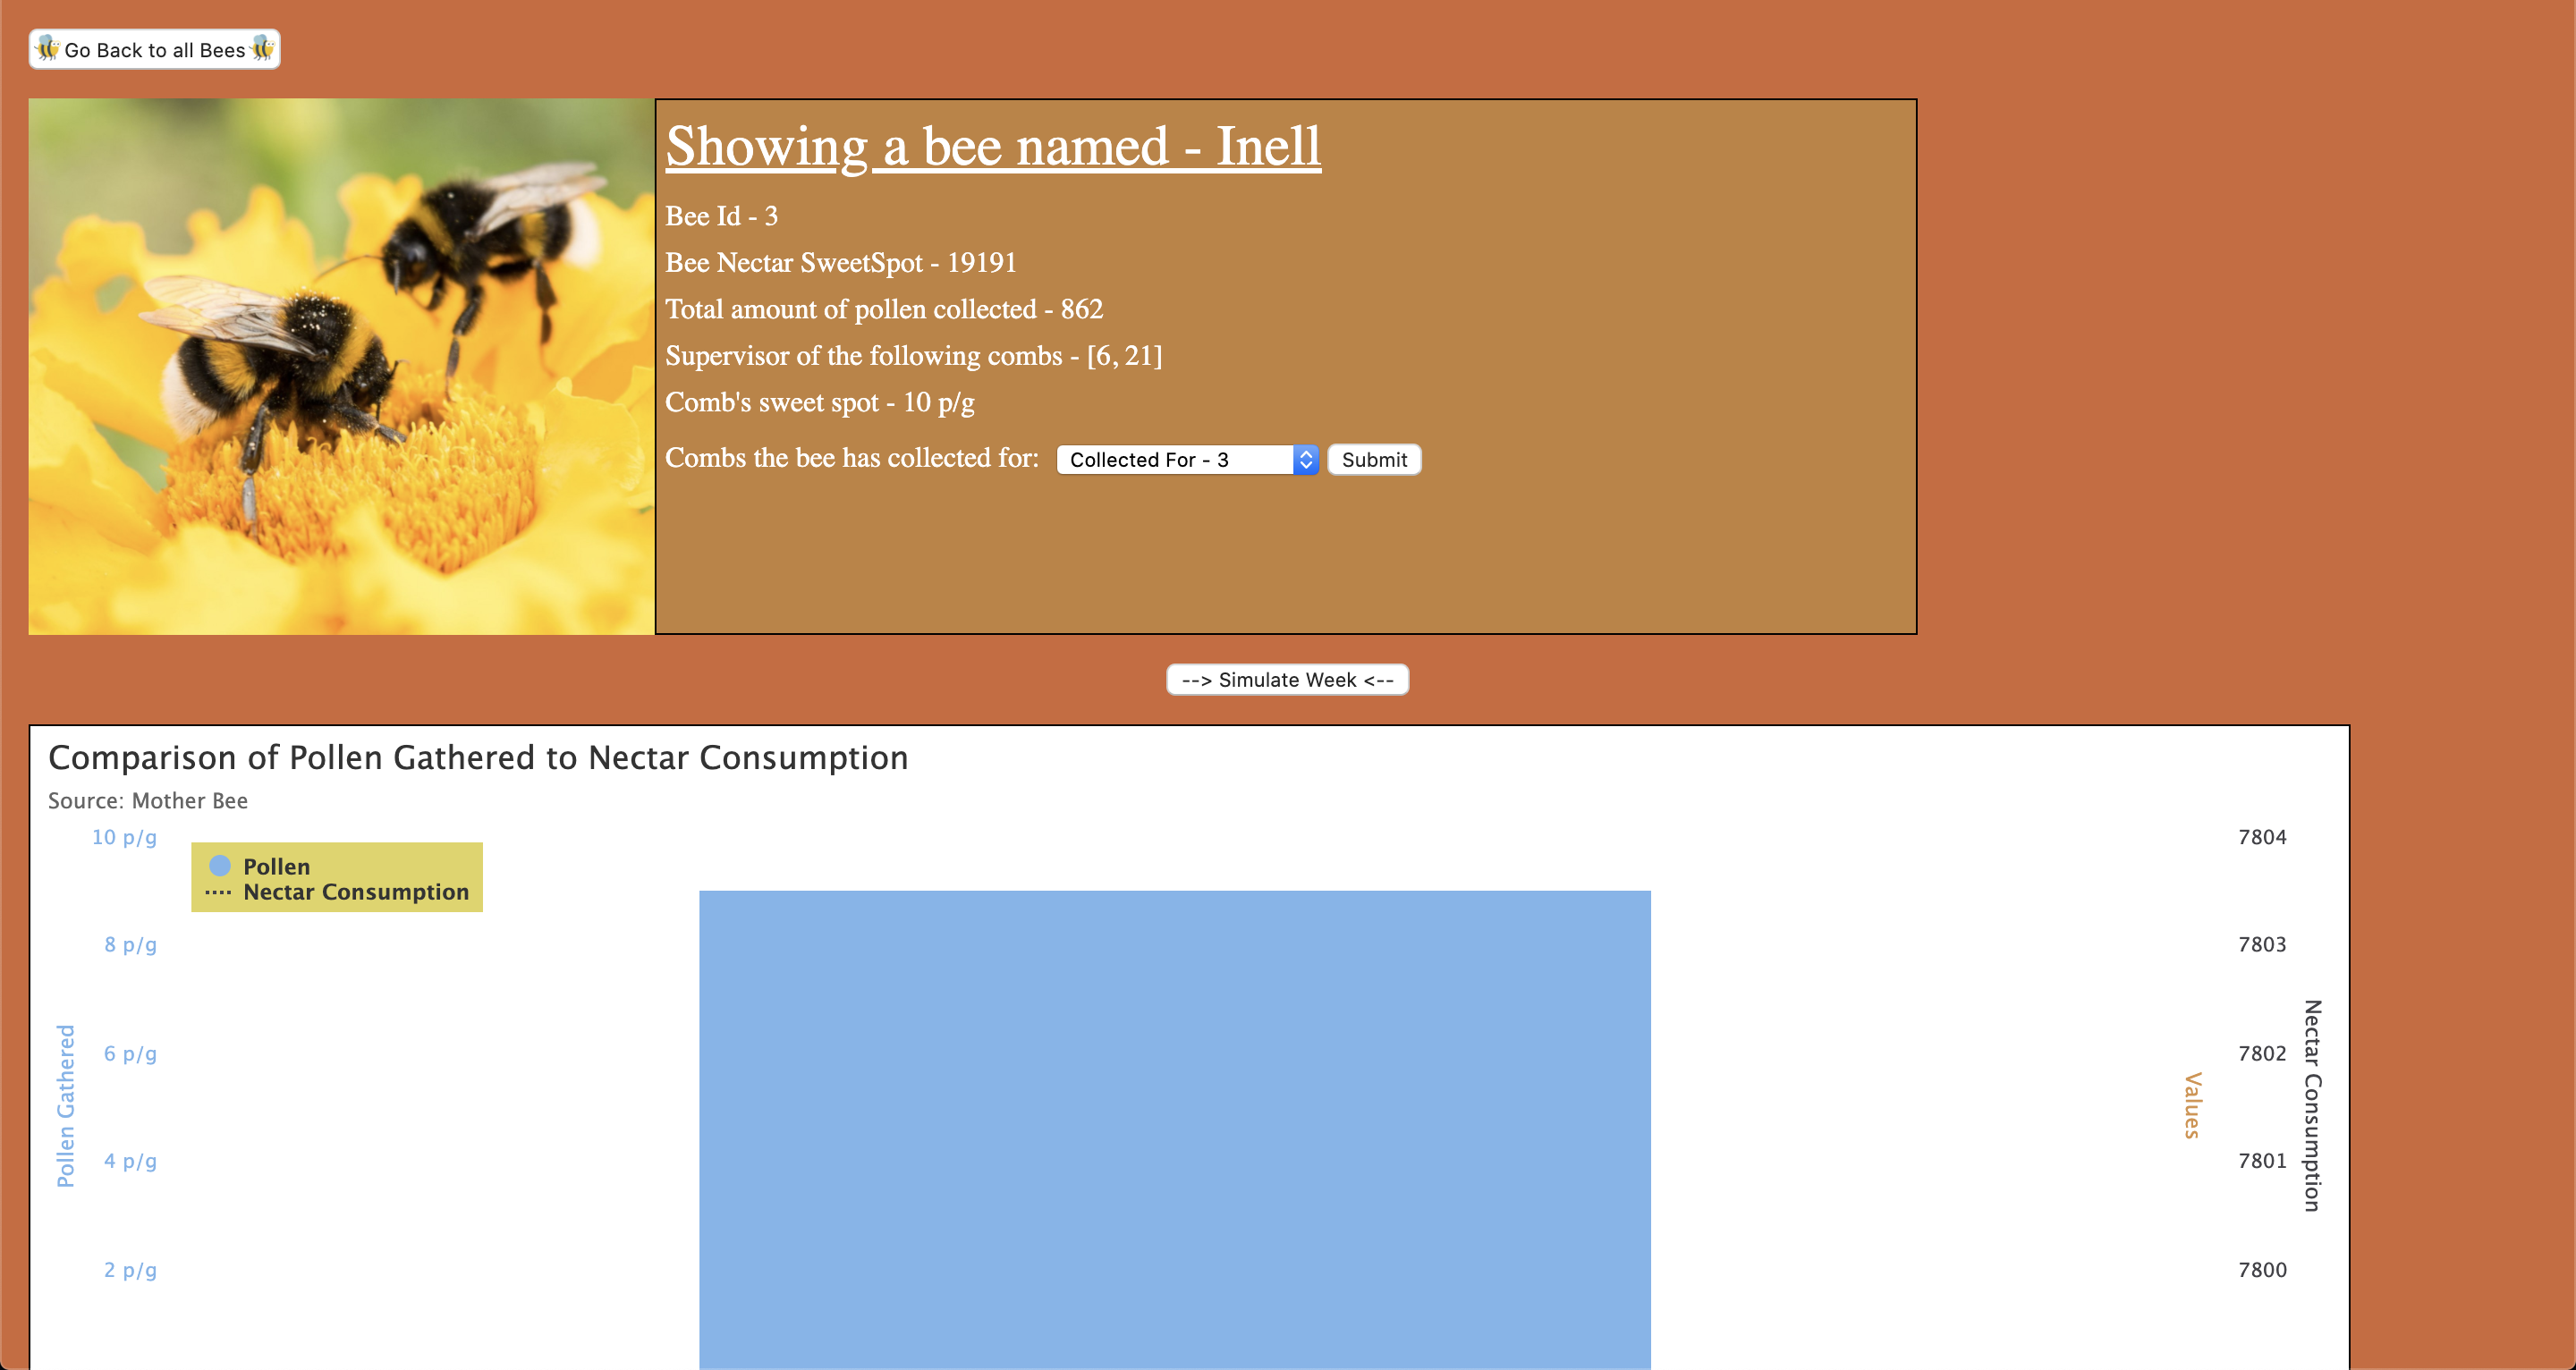 Go Back to all Bees
Showing a bee named - Inell
Bee Id - 3
Bee Nectar SweetSpot - 19191
Total amount of pollen collected - 862
Supervisor of the following combs - [6, 21]
Comb's sweet spot - 10 p/g
Combs the bee has collected for: Collected For - 3 Submit
--> Simulate Week <--
Comparison of Pollen Gathered to Nectar Consumption
Source: Mother Bee
10 p/g
8 p/g
6 p/g
4 p/g
2 p/g
Pollen Gathered
Pollen
Nectar Consumption
Values
7804
7803
7802
7801
7800
Nectar Consumption